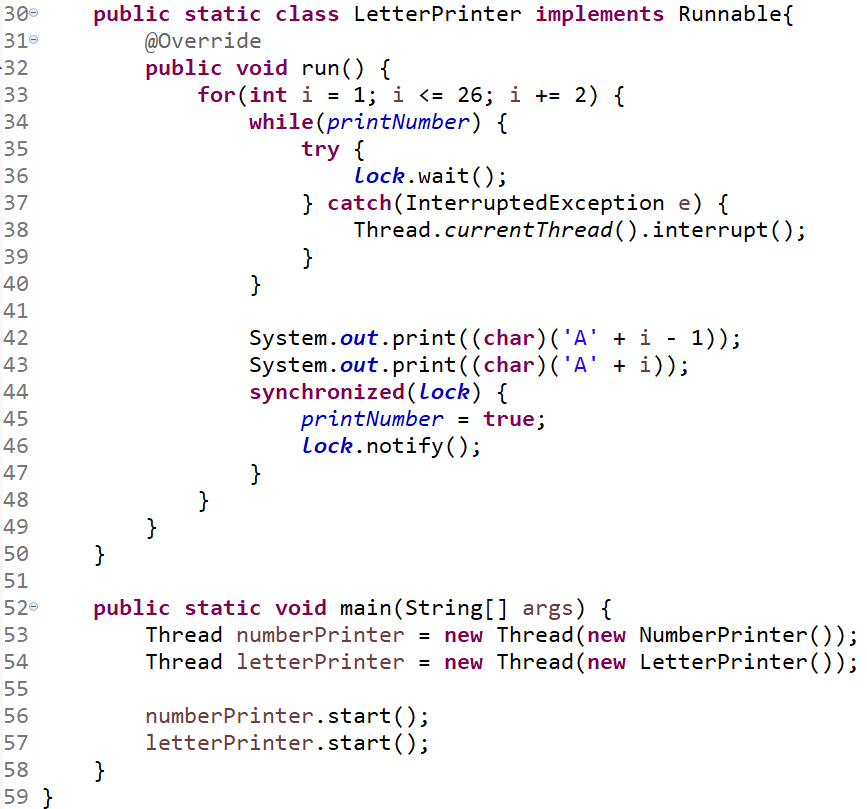 30 public static class LetterPrinter implements Runnable{
31 @Override
32 public void run() {
33 for(int i = 1; i <= 26; i += 2) {
34 while(printNumber) {
35 try {
36 lock.wait();
37 } catch(InterruptedException e) {
38 Thread.currentThread().interrupt();
39 }
40 }
41
42 System.out.print((char)('A' + i - 1));
43 System.out.print((char)('A' + i));
44 synchronized(lock) {
45 printNumber = true;
46 lock.notify();
47 }
48 }
49 }
50 }
51
52 public static void main(String[] args) {
53 Thread numberPrinter = new Thread(new NumberPrinter());
54 Thread letterPrinter = new Thread(new LetterPrinter());
55
56 numberPrinter.start();
57 letterPrinter.start();
58 }
59 }